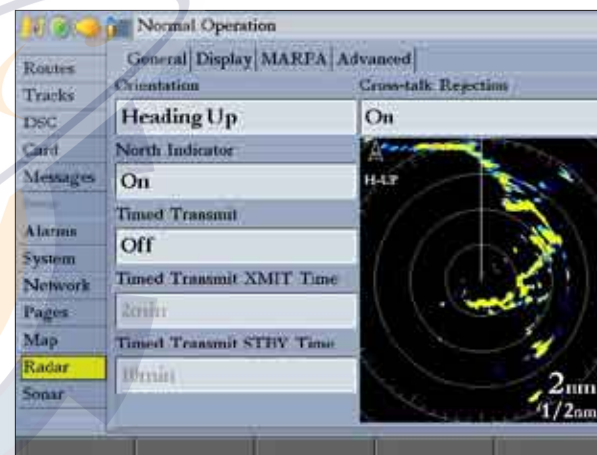 Normal Operation
General Display MARPA Advanced
Routes
Tracks
DSC
Card
Messages
Alarms
System
Network
Pages
Map
Radar
Sonar
Orientation
Heading Up
North Indicator
On
Timed Transmit
Off
Timed Transmit XMIT Time
2min
Timed Transmit STBY Time
10min
Cross-talk Rejection
On
H-UP
2nm
1/2nm